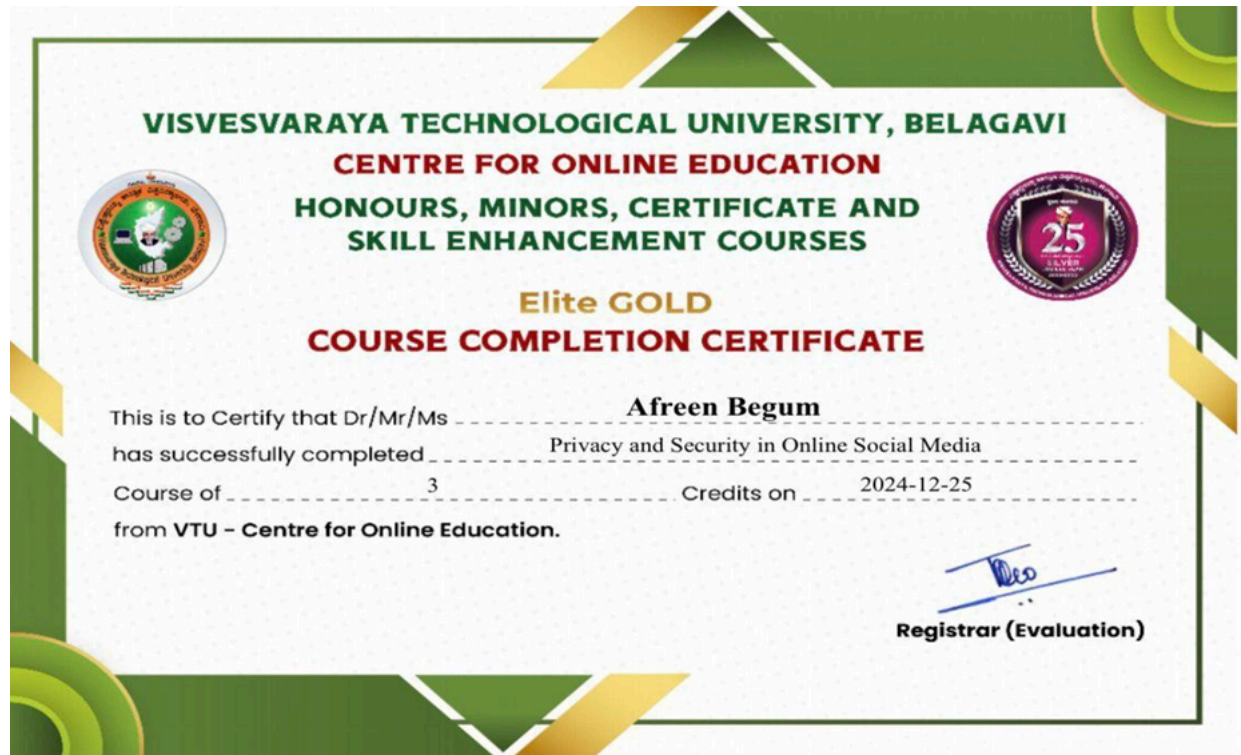 VISVESVARAYA TECHNOLOGICAL UNIVERSITY, BELAGAVI
CENTRE FOR ONLINE EDUCATION
HONOURS, MINORS, CERTIFICATE AND
SKILL ENHANCEMENT COURSES
25
SILVER
Elite GOLD
COURSE COMPLETION CERTIFICATE
This is to Certify that Dr/Mr/Ms Afreen Begum
has successfully completed Privacy and Security in Online Social Media
Course of 3 Credits on 2024-12-25
from VTU - Centre for Online Education.
Registrar (Evaluation)